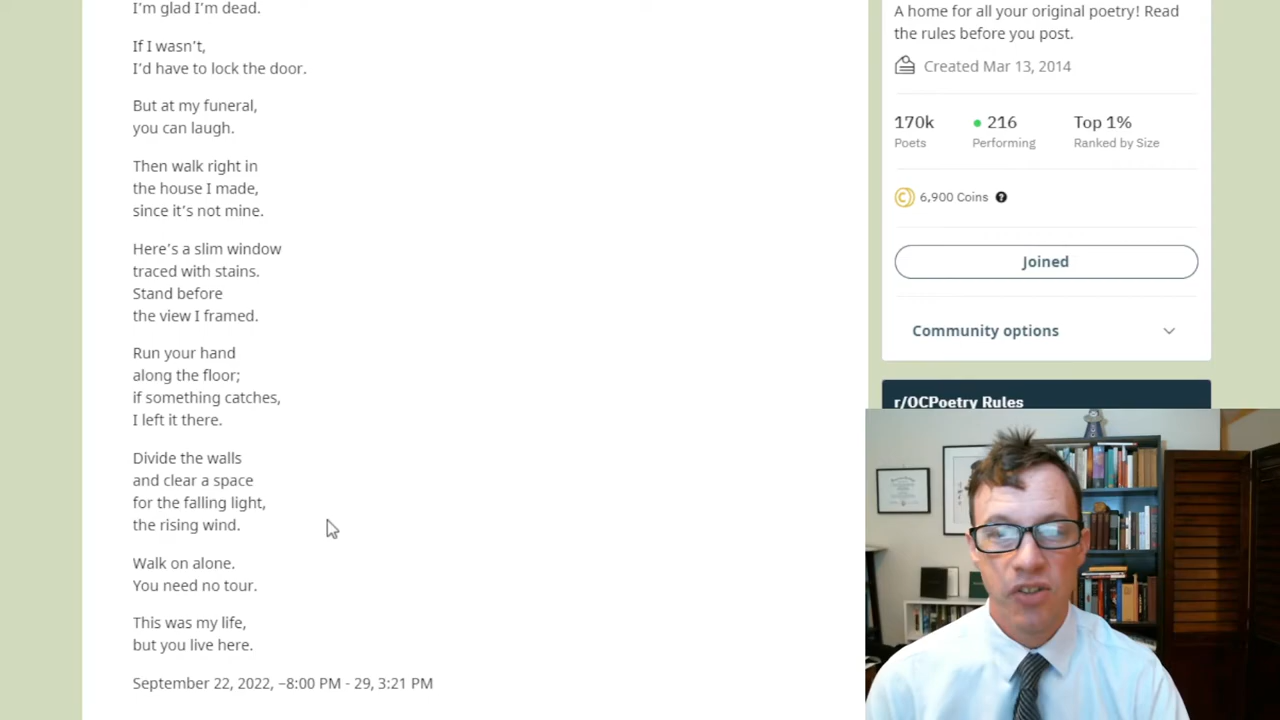 I’m glad I’m dead.
If I wasn’t,
I’d have to lock the door.
But at my funeral,
you can laugh.
Then walk right in
the house I made,
since it’s not mine.
Here’s a slim window
traced with stains.
Stand before
the view I framed.
Run your hand
along the floor;
if something catches,
I left it there.
Divide the walls
and clear a space
for the falling light,
the rising wind.
Walk on alone.
You need no tour.
This was my life,
but you live here.
September 22, 2022, −8:00 PM - 29, 3:21 PM
A home for all your original poetry! Read
the rules before you post.
Created Mar 13, 2014
170k
Poets
216
Performing
Top 1%
Ranked by Size
6,900 Coins
Joined
Community options
r/OCPoetry Rules